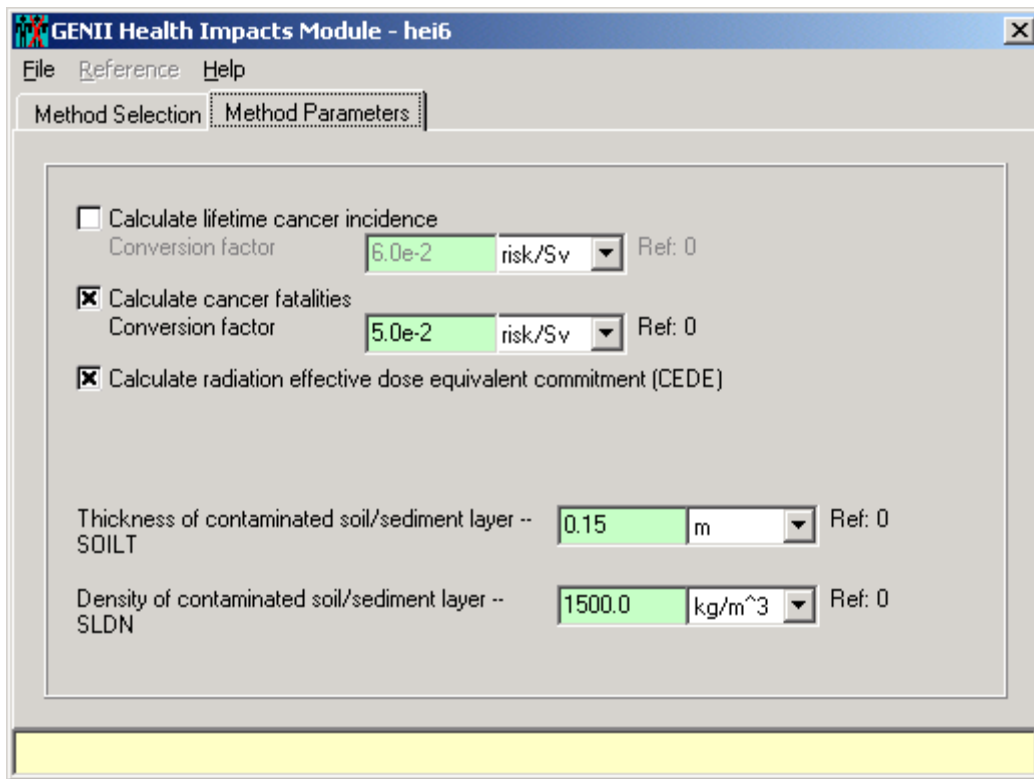 GENII Health Impacts Module - hei6
File Reference Help
Method Selection Method Parameters
Calculate lifetime cancer incidence
Conversion factor 6.0e-2 risk/Sv Ref: 0
Calculate cancer fatalities
Conversion factor 5.0e-2 risk/Sv Ref: 0
Calculate radiation effective dose equivalent commitment (CEDE)
Thickness of contaminated soil/sediment layer -- 0.15 m Ref: 0
SOILT
Density of contaminated soil/sediment layer -- 1500.0 kg/m^3 Ref: 0
SLDN